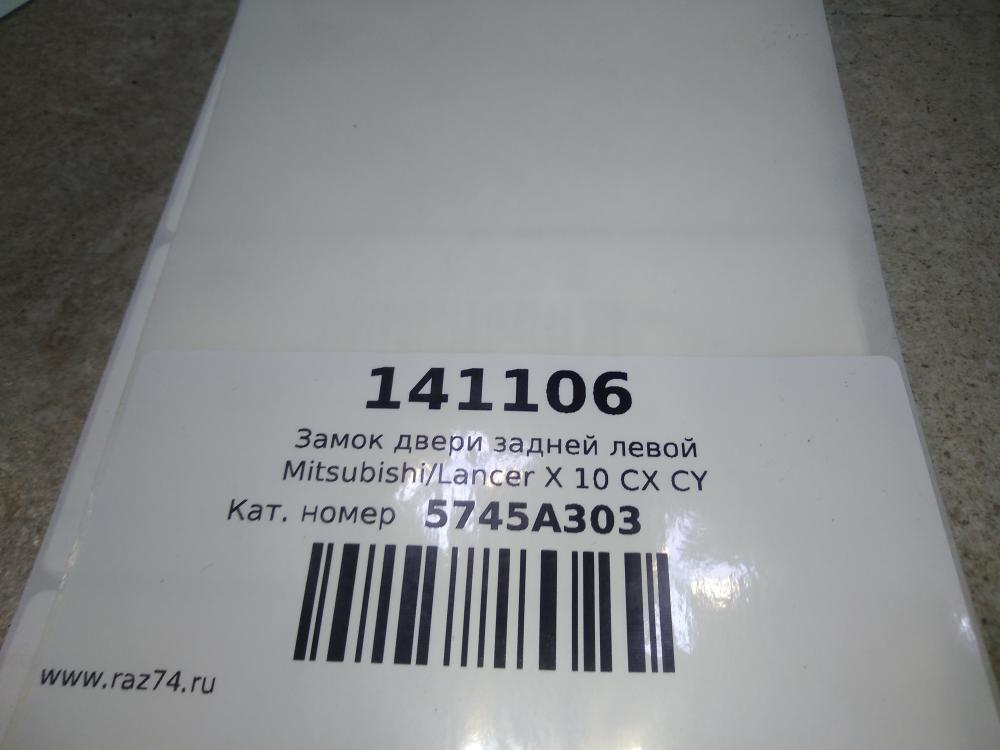 141106
Замок двери задней левой
Mitsubishi/Lancer X 10 CX CY
Кат. номер 5745A303
www.raz74.ru